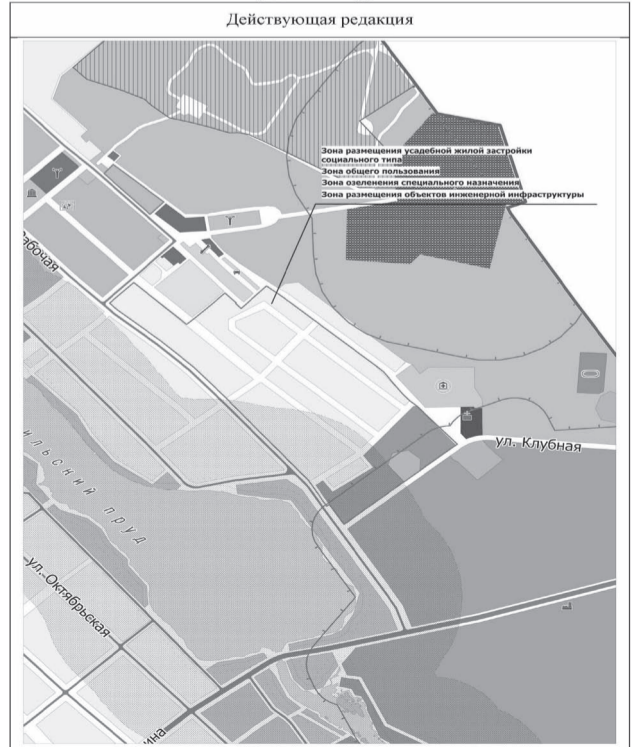 Действующая редакция
Зона размещения усадебной жилой застройки
социального типа
Зона общего пользования
Зона озеленения специального назначения
Зона размещения объектов инженерной инфраструктуры
ул. Клубная
ИЛЬСКИЙ ПРУД
ул. Октябрьская